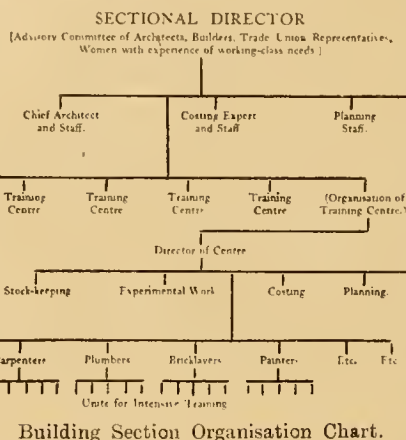 SECTIONAL DIRECTOR
[Advisory Committee of Architects, Builders, Trade Union Representatives,
Women with experience of working-class needs ]
Chief Architect
and Staff.
Costing Expert
and Staff
Planning
Staff.
Training
Centre
Training
Centre
Training
Centre
Training
Centre
(Organisation of
Training Centre.)
Director of Centre
Stock-keeping
Experimental Work
Costing
Planning.
arpenters
Plumbers
Bricklayers
Painters
Etc.
Etc
Units for Intensive Training
Building Section Organisation Chart.